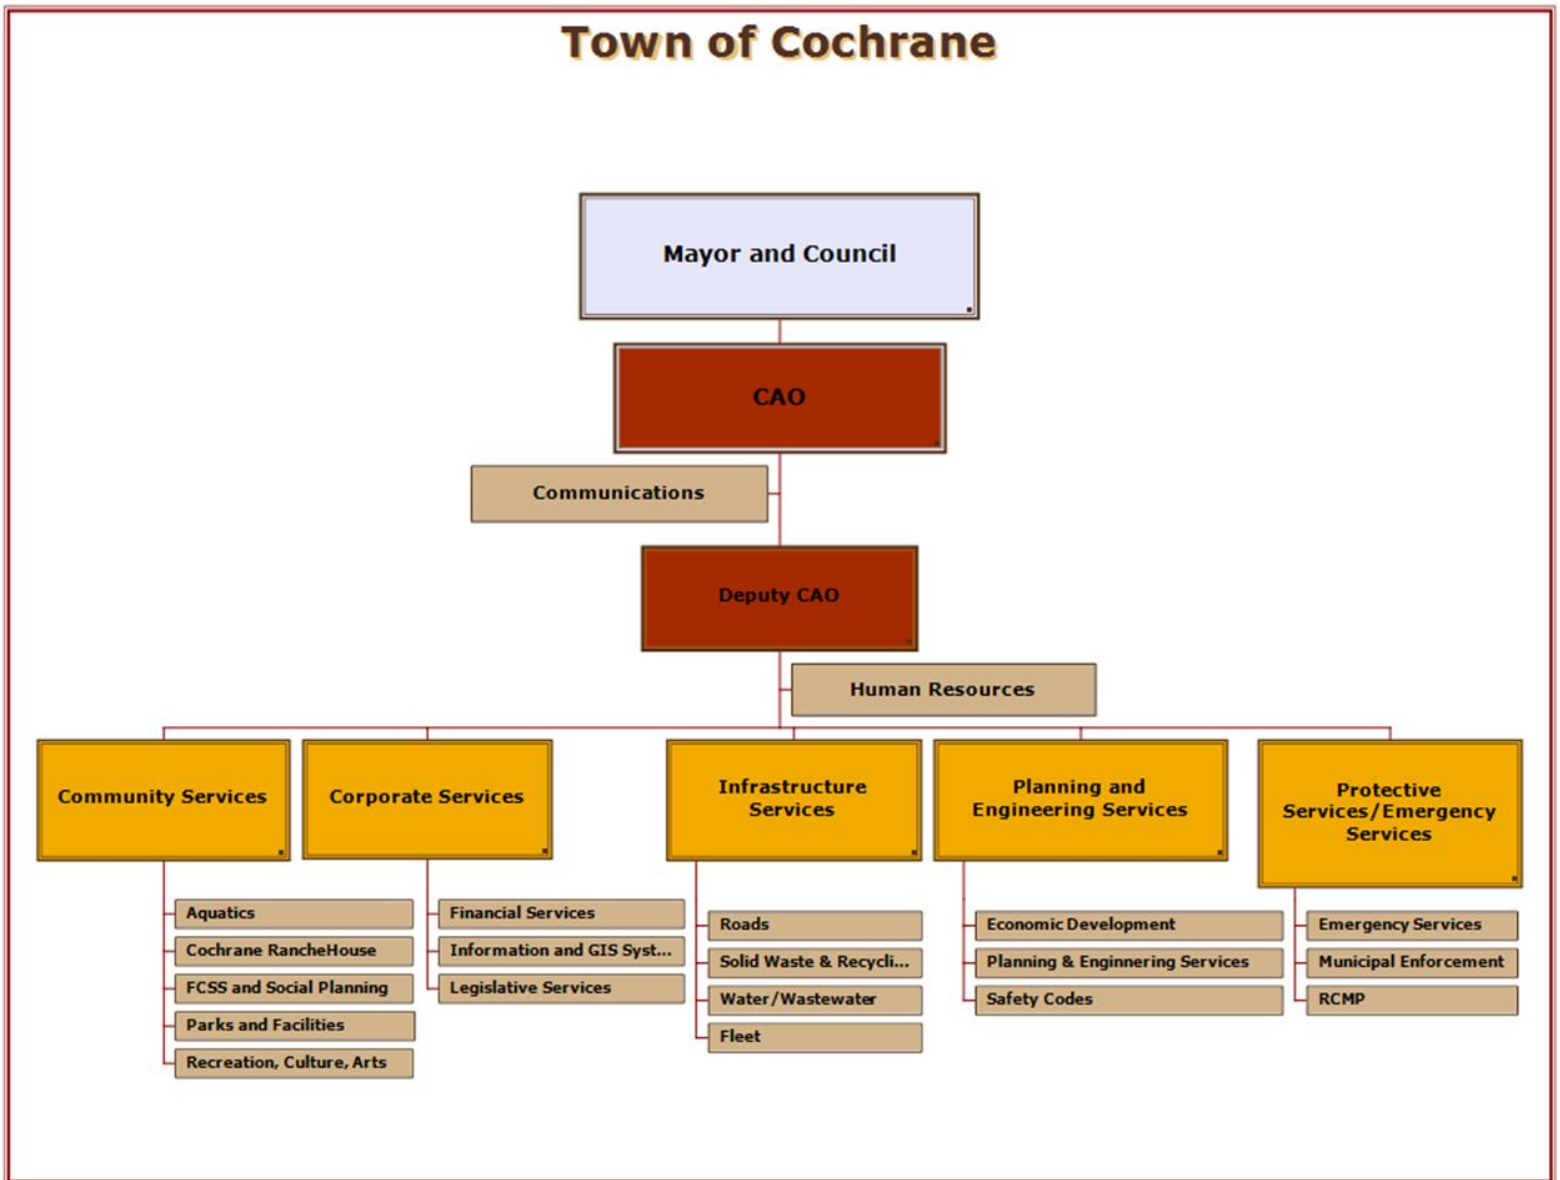 Town of Cochrane
Mayor and Council
CAO
Communications
Deputy CAO
Human Resources
Community Services
Corporate Services
Infrastructure
Services
Planning and
Engineering Services
Protective
Services/Emergency
Services
Aquatics
Cochrane RancheHouse
FCSS and Social Planning
Parks and Facilities
Recreation, Culture, Arts
Financial Services
Information and GIS Syst...
Legislative Services
Roads
Solid Waste & Recycli...
Water/Wastewater
Fleet
Economic Development
Planning & Enginnering Services
Safety Codes
Emergency Services
Municipal Enforcement
RCMP